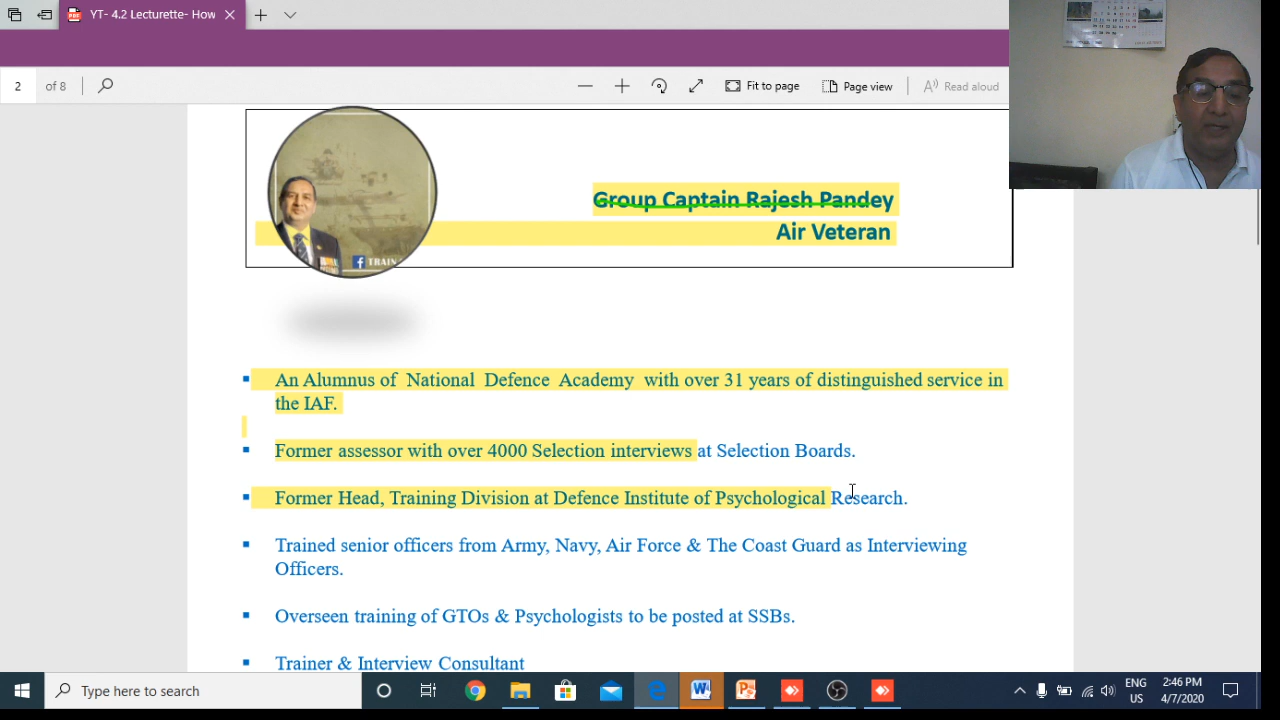 YT- 4.2 Lecturette- How
2 of 8
Fit to page
Page view
Read aloud
Group Captain Rajesh Pandey
Air Veteran
TRAIN
An Alumnus of National Defence Academy with over 31 years of distinguished service in
the IAF.
Former assessor with over 4000 Selection interviews at Selection Boards.
Former Head, Training Division at Defence Institute of Psychological Research.
Trained senior officers from Army, Navy, Air Force & The Coast Guard as Interviewing
Officers.
Overseen training of GTOs & Psychologists to be posted at SSBs.
Trainer & Interview Consultant
Type here to search
ENG
US
2:46 PM
4/7/2020